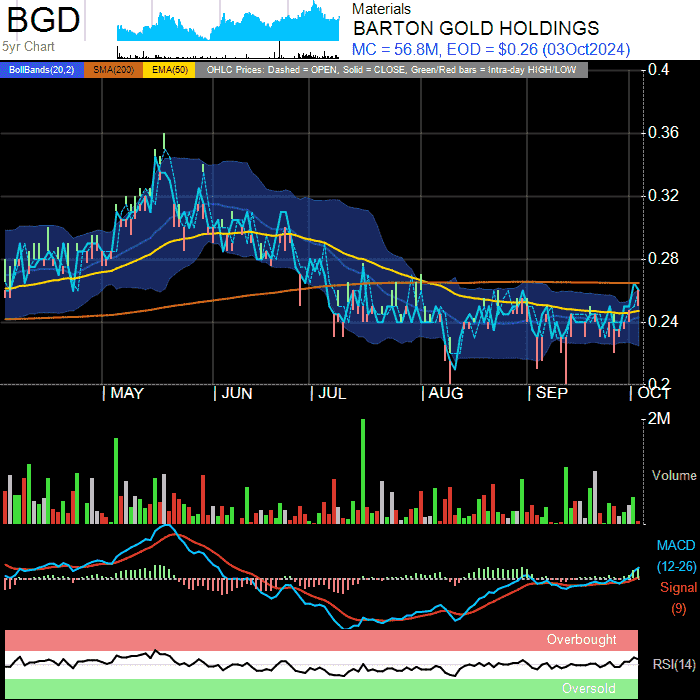 BGD
5yr Chart
Materials
BARTON GOLD HOLDINGS
MC = 56.8M, EOD = $0.26 (03Oct2024)
BollBands(20,2) SMA(200) EMA(50) OHLC Prices: Dashed = OPEN, Solid = CLOSE, Green/Red bars = Intra-day HIGH/LOW
0.4
0.36
0.32
0.28
0.24
0.2
MAY JUN JUL AUG SEP OCT
2M
Volume
MACD
(12-26)
Signal
(9)
Overbought
RSI(14)
Oversold